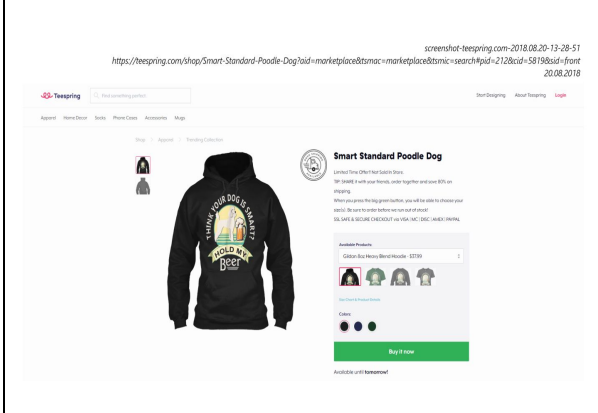 screenshot-teespring.com-2018.08.20-13-28-51
https://teespring.com/shop/Smart-Standard-Poodle-Dog?aid=marketplace&tsmac=marketplace&tsmic=search#pid=212&cid=5819&sid=front
20.08.2018
Teespring
Find something perfect
Start Designing About Teespring Login
Apparel Home Decor Socks Phone Cases Accessories Mugs
Shop Apparel Trending Collection
Smart Standard Poodle Dog
Limited Time Offer!! Not Sold In Store.
TIP: SHARE it with your friends, order together and save 80% on
shipping.
When you press the big green button, you will be able to choose your
size(s). Be sure to order before we run out of stock!
SSL SAFE & SECURE CHECKOUT via: VISA | MC | DISC | AMEX | PAYPAL
THINK YOUR DOG IS SMART?
HOLD MY
Beer
Available Products:
Gildan 8oz Heavy Blend Hoodie - $37.99
Colors:
Buy it now
Available until tomorrow!